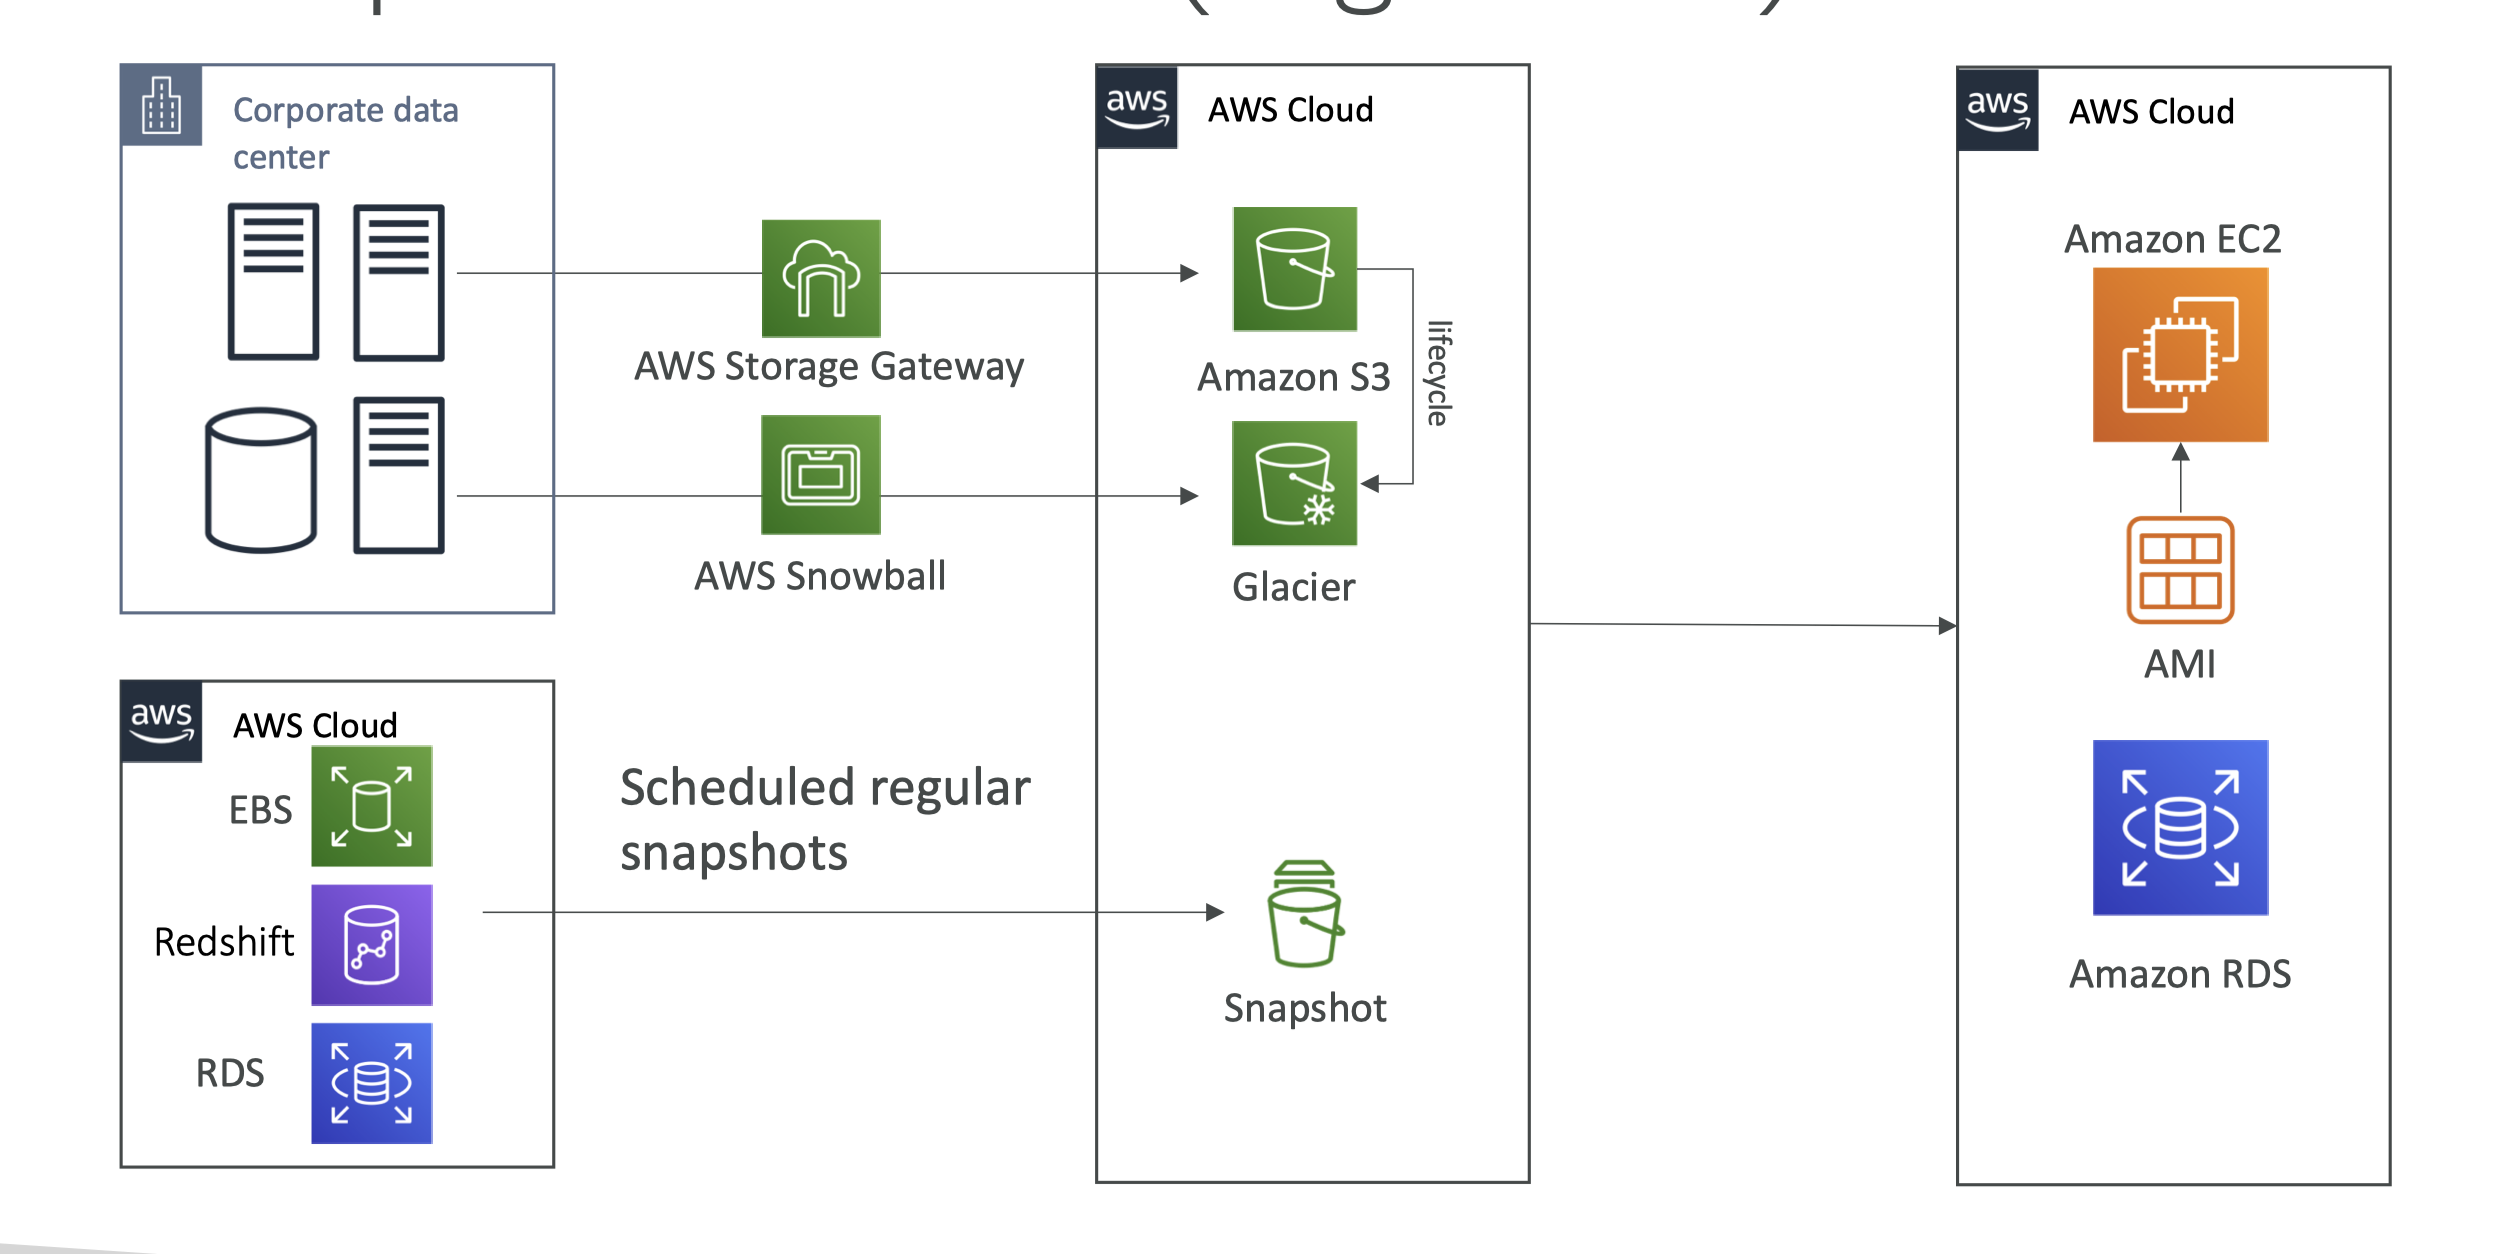 Corporate data
center
AWS Storage Gateway
AWS Snowball
aws
AWS Cloud
Amazon S3
lifecycle
Glacier
Snapshot
aws
AWS Cloud
Amazon EC2
AMI
Amazon RDS
aws
AWS Cloud
EBS
Redshift
RDS
Scheduled regular
snapshots